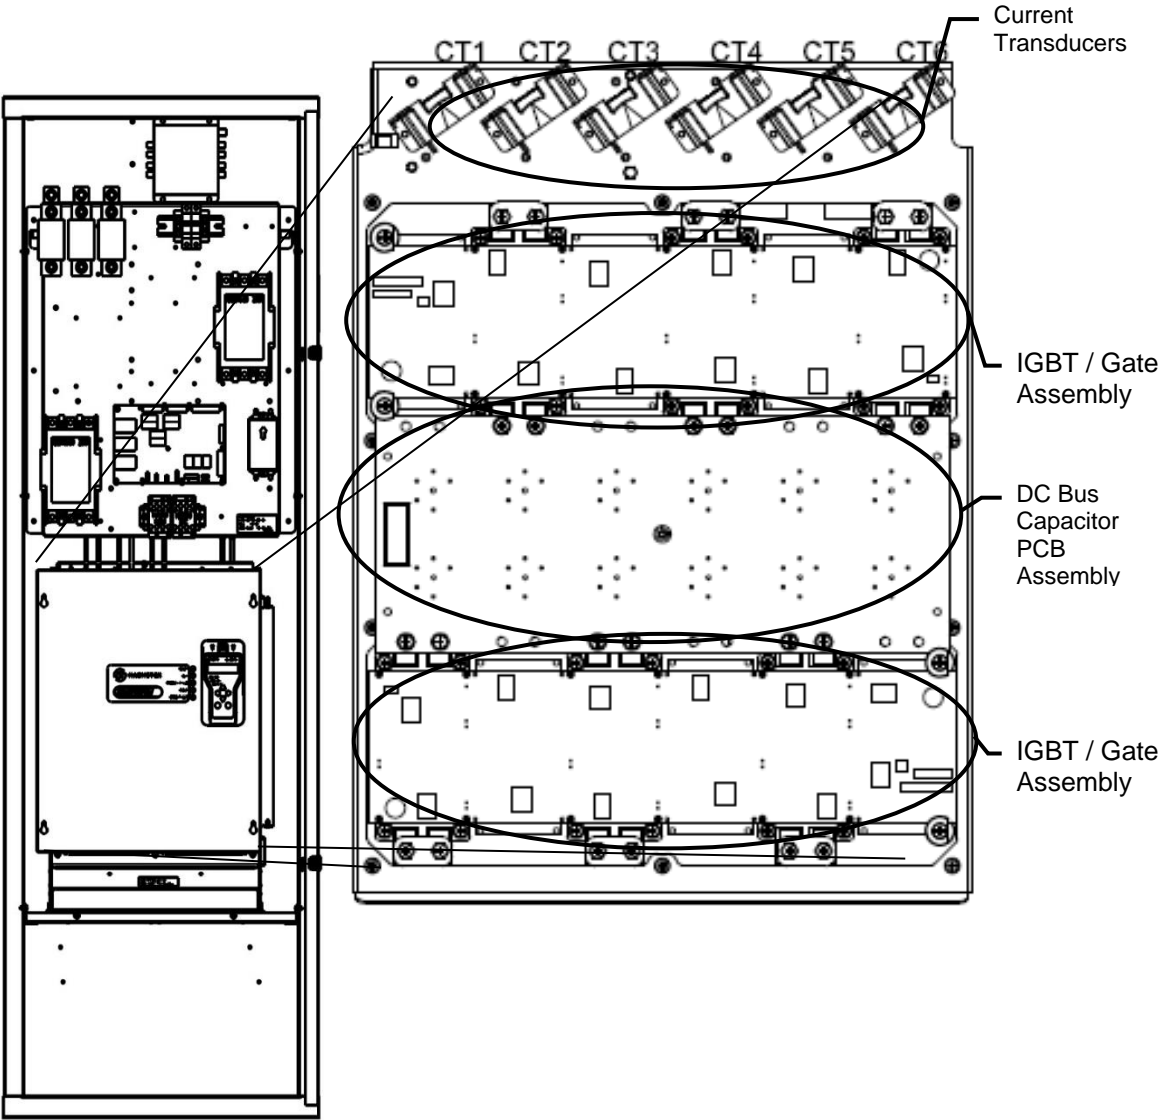 Current
Transducers
CT1 CT2 CT3 CT4 CT5 CT6
IGBT / Gate
Assembly
DC Bus
Capacitor
PCB
Assembly
IGBT / Gate
Assembly
MAGNETEK